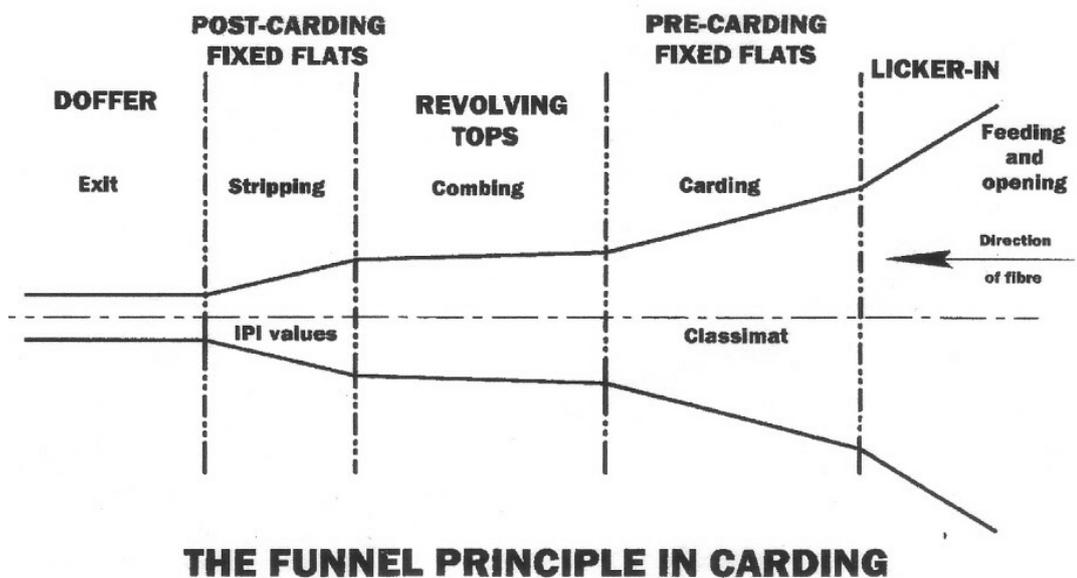 POST-CARDING
FIXED FLATS
PRE-CARDING
FIXED FLATS
LICKER-IN
DOFFER
REVOLVING
TOPS
Feeding
and
opening
Exit
Stripping
Combing
Carding
Direction
of fibre
IPI values
Classimat
THE FUNNEL PRINCIPLE IN CARDING